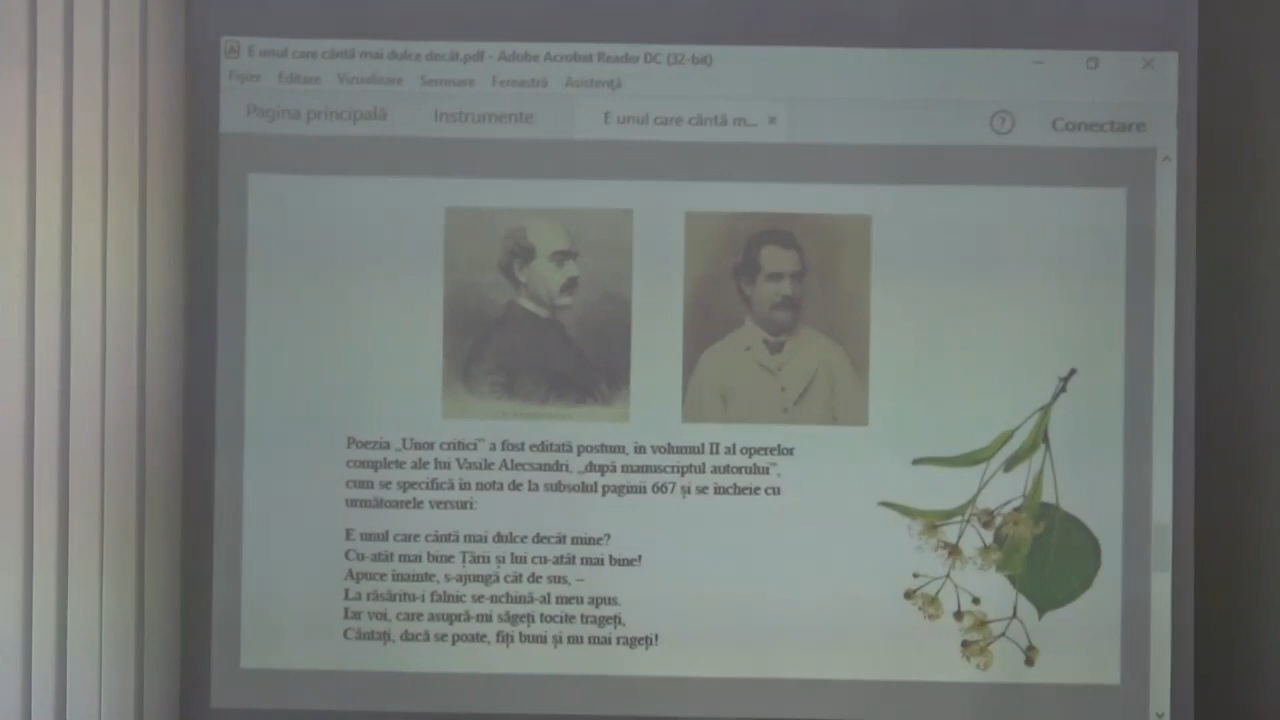 E unul care cântă mai dulce decât.pdf - Adobe Acrobat Reader DC (32-bit)
Fișier Editare Vizualizare Semnare Fereastră Asistență
Pagina principală Instrumente E unul care cântă m... × ? Conectare
Poezia „Unor critici” a fost editată postum, în volumul II al operelor
complete ale lui Vasile Alecsandri, „după manuscriptul autorului”,
cum se specifică în nota de la subsolul paginii 667 și se încheie cu
următoarele versuri:
E unul care cântă mai dulce decât mine?
Cu-atât mai bine Țării și lui cu-atât mai bine!
Apuce înainte, s-ajungă cât de sus, –
La răsăritu-i falnic se-nchină-al meu apus.
Iar voi, care asupră-mi săgeți tocite trageți,
Cântați, dacă se poate, fiți buni și nu mai rageți!